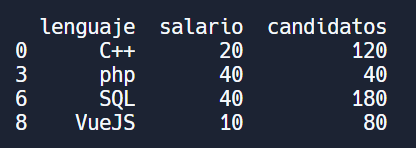 lenguaje salario candidatos
0 C++ 20 120
3 php 40 40
6 SQL 40 180
8 VueJS 10 80